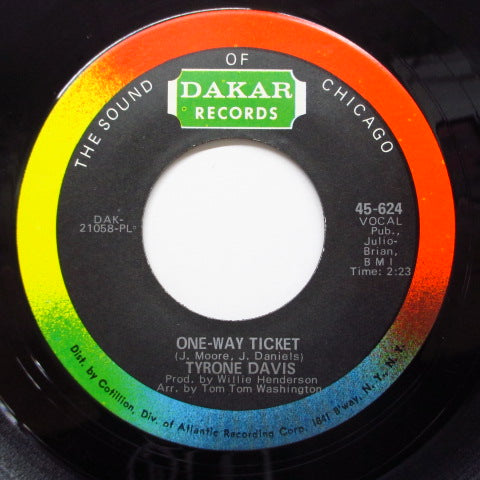 THE SOUND OF CHICAGO
DAKAR
RECORDS
DAK-
21058-PL
45-624
VOCAL
Pub.,
Julio-
Brian,
BMI
Time: 2:23
ONE-WAY TICKET
(J. Moore, J. Daniels)
TYRONE DAVIS
Prod. by Willie Henderson
Arr. by Tom Tom Washington
Dist. by Cotillion, Div. of Atlantic Recording Corp. 1841 B'way, N.Y., N.Y.